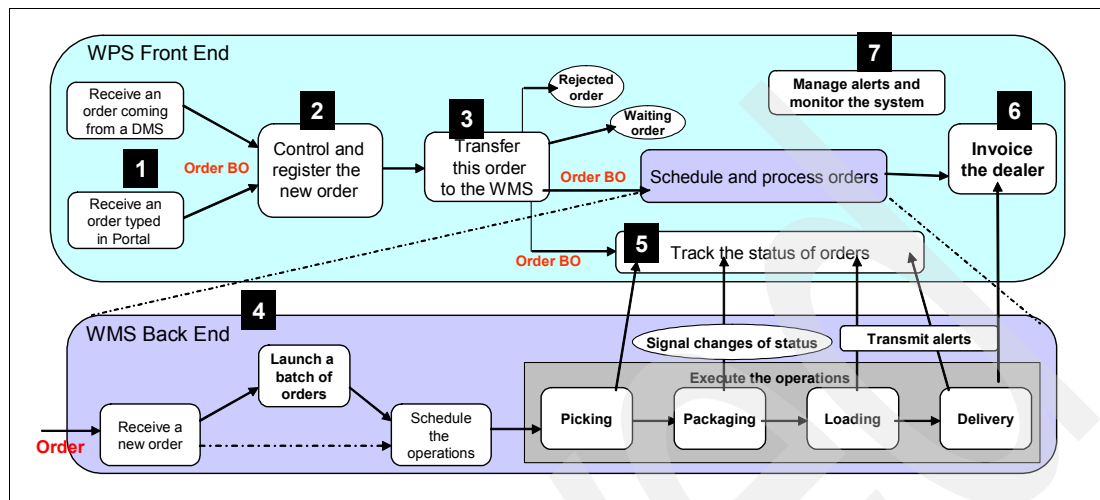 WPS Front End
7
Manage alerts and
monitor the system
Rejected
order
Waiting
order
Receive an
order coming
from a DMS
2
Control and
register the
new order
3
Transfer
this order
to the WMS
6
Invoice
the dealer
Order BO
Order BO
Schedule and process orders
1
Receive an
order typed
in Portal
Order BO
5
Track the status of orders
4
WMS Back End
Signal changes of status
Transmit alerts
Launch a
batch of
orders
Execute the operations
Order
Receive a
new order
Schedule
the
operations
Picking
Packaging
Loading
Delivery